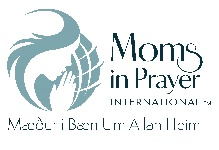 Moms
in Prayer
INTERNATIONAL
Mæður í Bæn Um Allan Heim